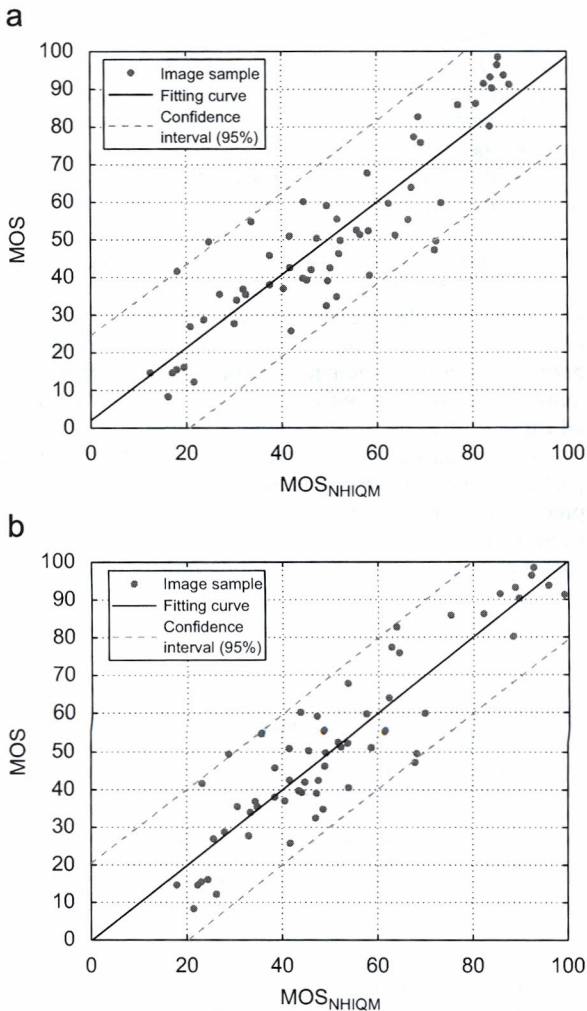 a
100
90
80
70
60
50
40
30
20
10
0
MOS
Image sample
Fitting curve
Confidence
interval (95%)
0 20 40 60 80 100
MOSNHIQM
b
100
90
80
70
60
50
40
30
20
10
0
MOS
Image sample
Fitting curve
Confidence
interval (95%)
0 20 40 60 80 100
MOSNHIQM